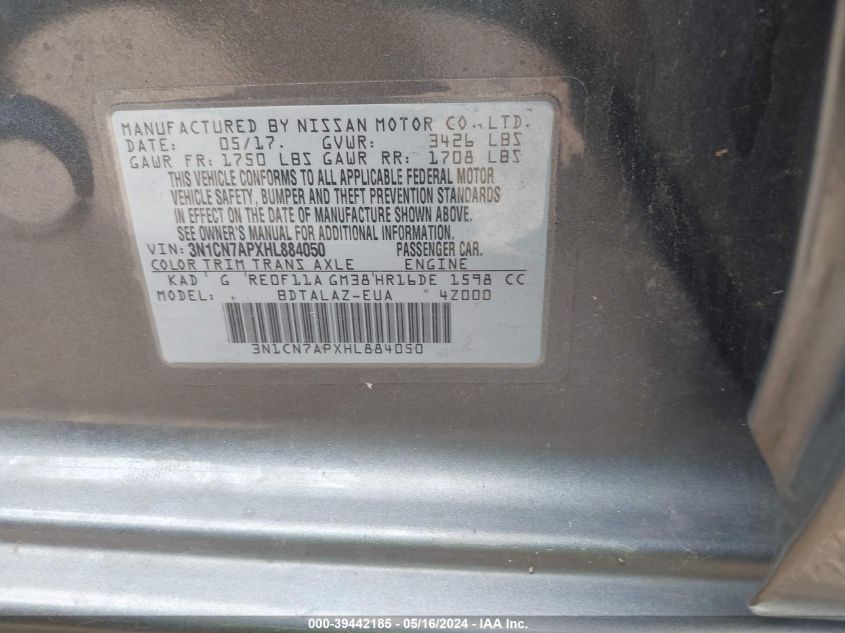 MANUFACTURED BY NISSAN MOTOR CO., LTD.
DATE: 05/17. GVWR: 3426 LBS
GAWR FR: 1750 LBS GAWR RR: 1708 LBS
THIS VEHICLE CONFORMS TO ALL APPLICABLE FEDERAL MOTOR
VEHICLE SAFETY, BUMPER AND THEFT PREVENTION STANDARDS
IN EFFECT ON THE DATE OF MANUFACTURE SHOWN ABOVE.
SEE OWNER'S MANUAL FOR ADDITIONAL INFORMATION.
VIN: 3N1CN7APXHL884050 PASSENGER CAR.
COLOR TRIM TRANS AXLE ENGINE
KAD ' G 'RE0F11A GM38'HR16DE 1598 CC
MODEL: . BDTALAZ-EUA 4Z000
3N1CN7APXHL884050
000-39442185 - 05/16/2024 - IAA Inc.